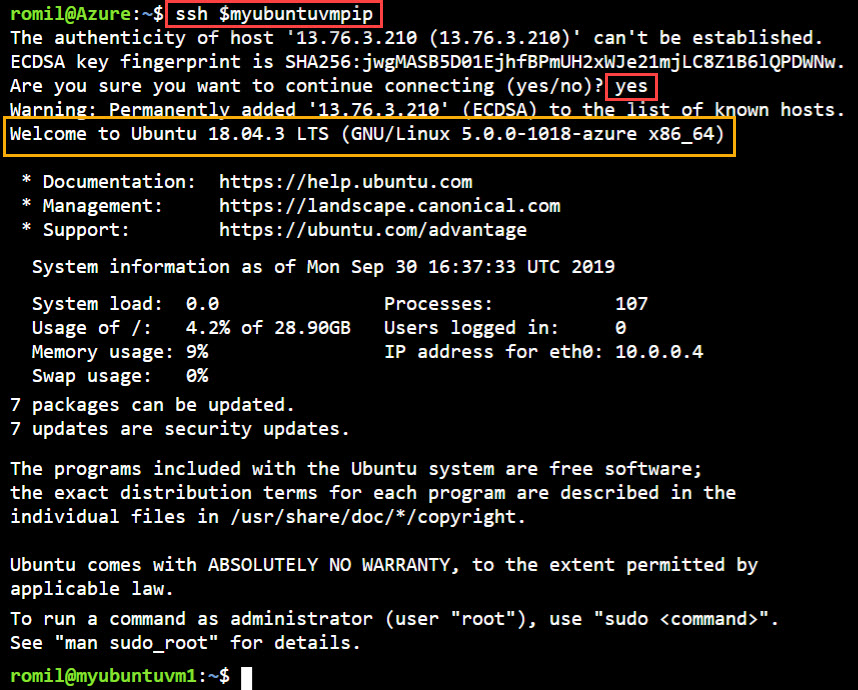 romil@Azure:~$ ssh $myubuntuvmpip
The authenticity of host '13.76.3.210 (13.76.3.210)' can't be established.
ECDSA key fingerprint is SHA256:jwgMASB5D01EjhfBPmUH2xWJe21mjLC8Z1B6lQPDWNw.
Are you sure you want to continue connecting (yes/no)? yes
Warning: Permanently added '13.76.3.210' (ECDSA) to the list of known hosts.
Welcome to Ubuntu 18.04.3 LTS (GNU/Linux 5.0.0-1018-azure x86_64)
* Documentation: https://help.ubuntu.com
* Management: https://landscape.canonical.com
* Support: https://ubuntu.com/advantage
System information as of Mon Sep 30 16:37:33 UTC 2019
System load: 0.0 Processes: 107
Usage of /: 4.2% of 28.90GB Users logged in: 0
Memory usage: 9% IP address for eth0: 10.0.0.4
Swap usage: 0%
7 packages can be updated.
7 updates are security updates.
The programs included with the Ubuntu system are free software;
the exact distribution terms for each program are described in the
individual files in /usr/share/doc/*/copyright.
Ubuntu comes with ABSOLUTELY NO WARRANTY, to the extent permitted by
applicable law.
To run a command as administrator (user "root"), use "sudo <command>".
See "man sudo_root" for details.
romil@myubuntuvm1:~$